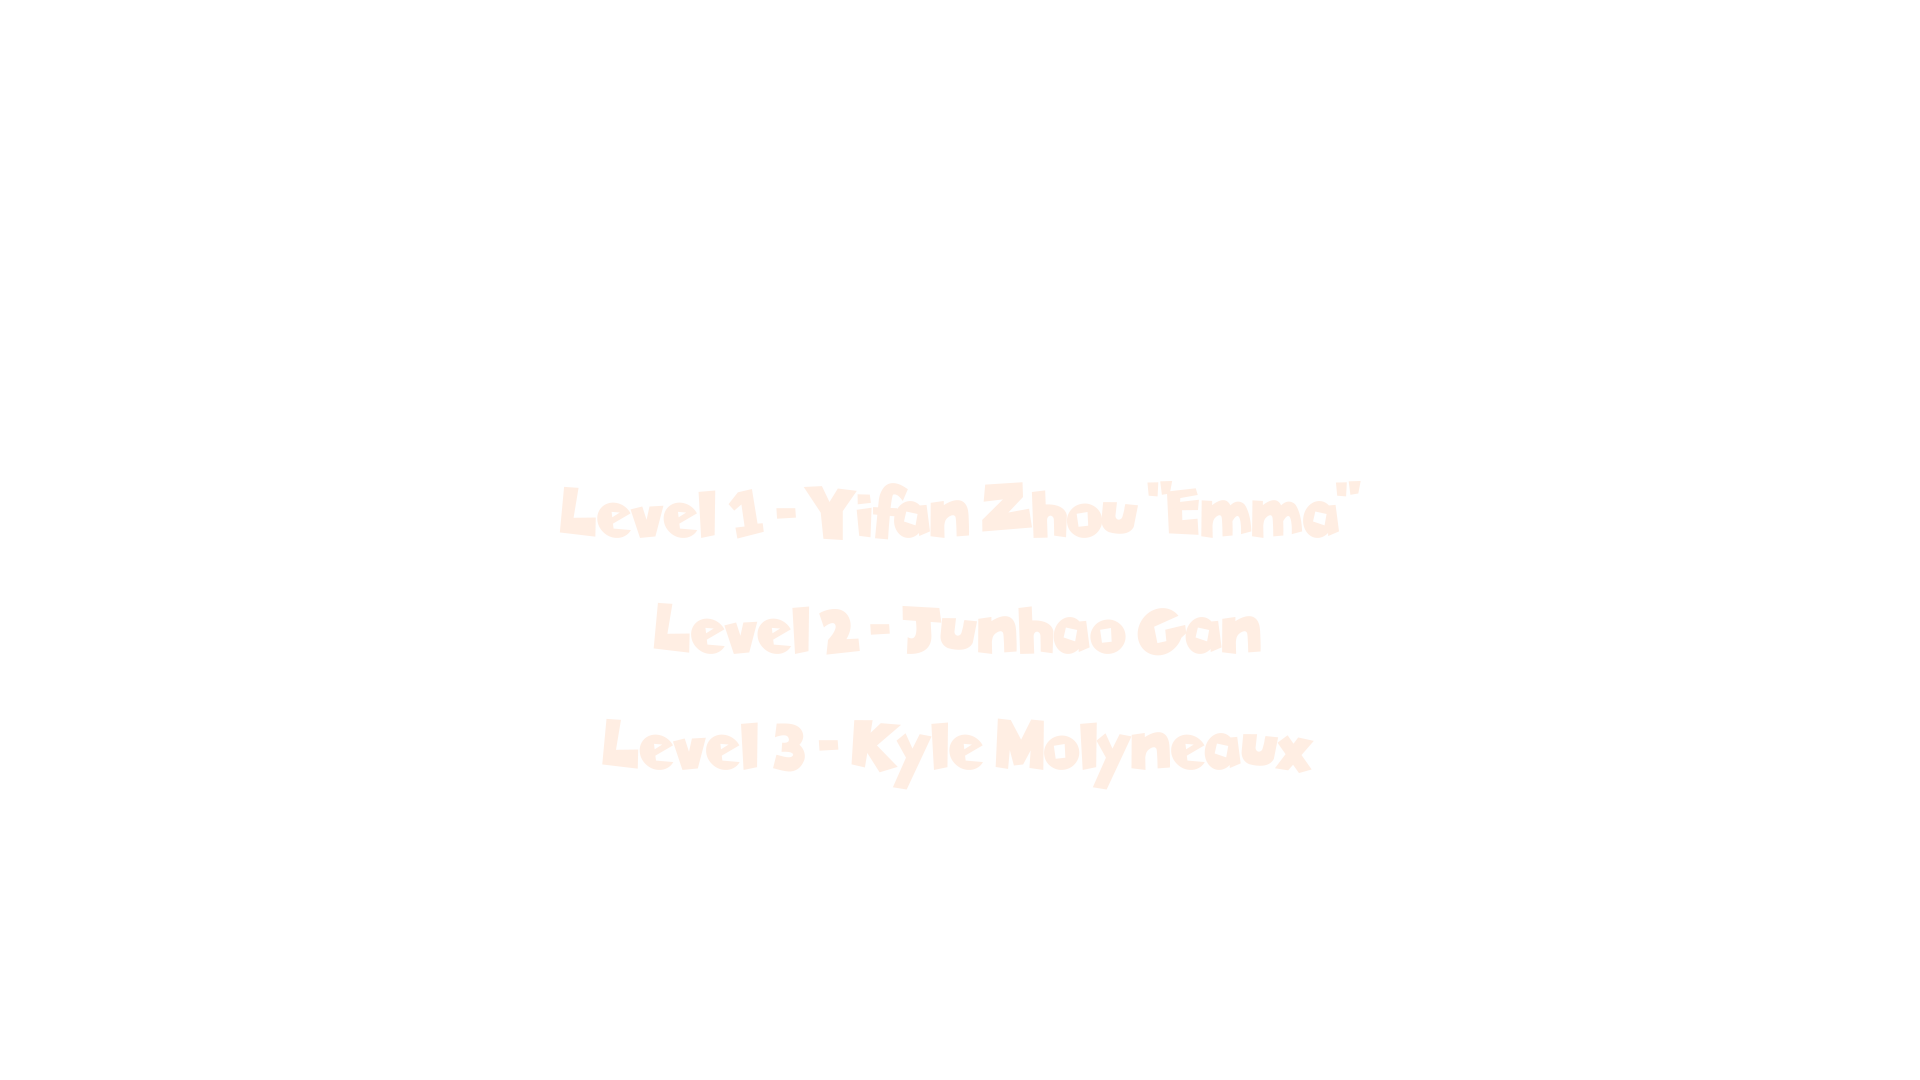 Level 1 - Yifan Zhou "Emma"
Level 2 - Junhao Gan
Level 3 - Kyle Molyneaux